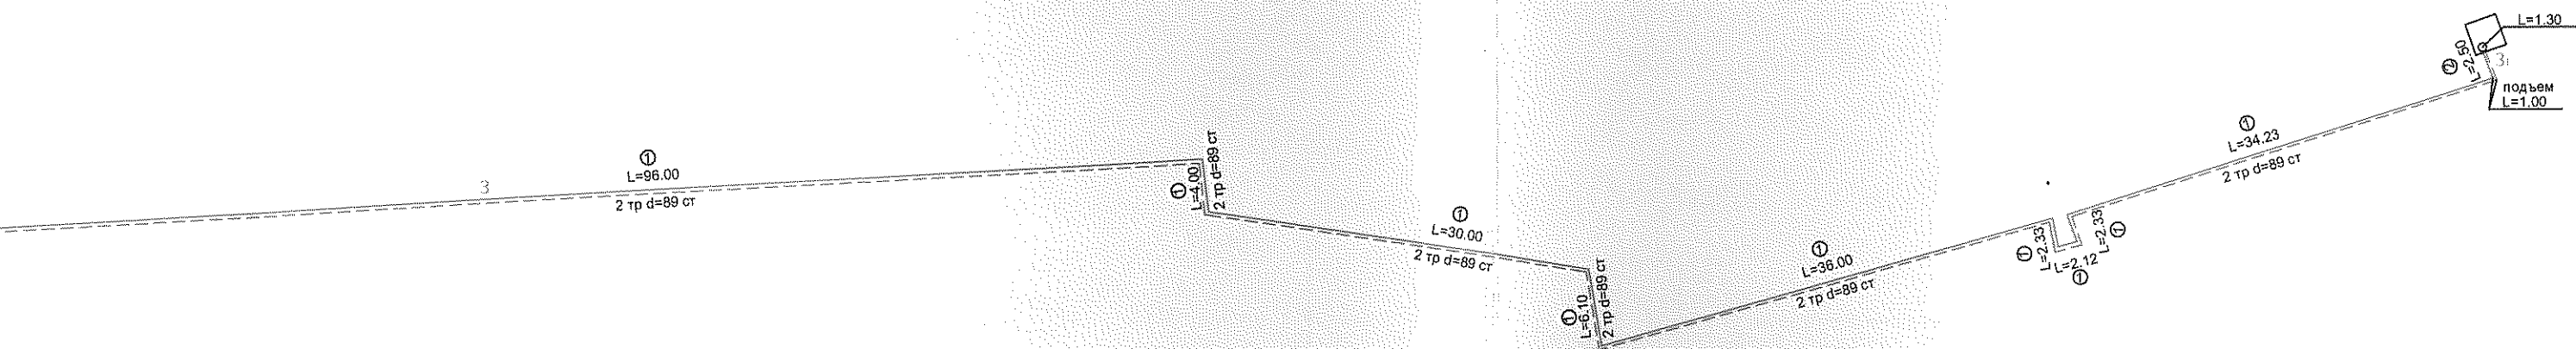 3
①
L=96.00
2 тр d=89 ст
①
L=4.00
2 тр d=89 ст
①
L=30.00
2 тр d=89 ст
①
L=6.10
2 тр d=89 ст
①
L=36.00
2 тр d=89 ст
①
L=2.33
L=2.12
①
L=2.33
①
①
L=34.23
2 тр d=89 ст
②
L=2.50
3
L=1.30
подъем
L=1.00